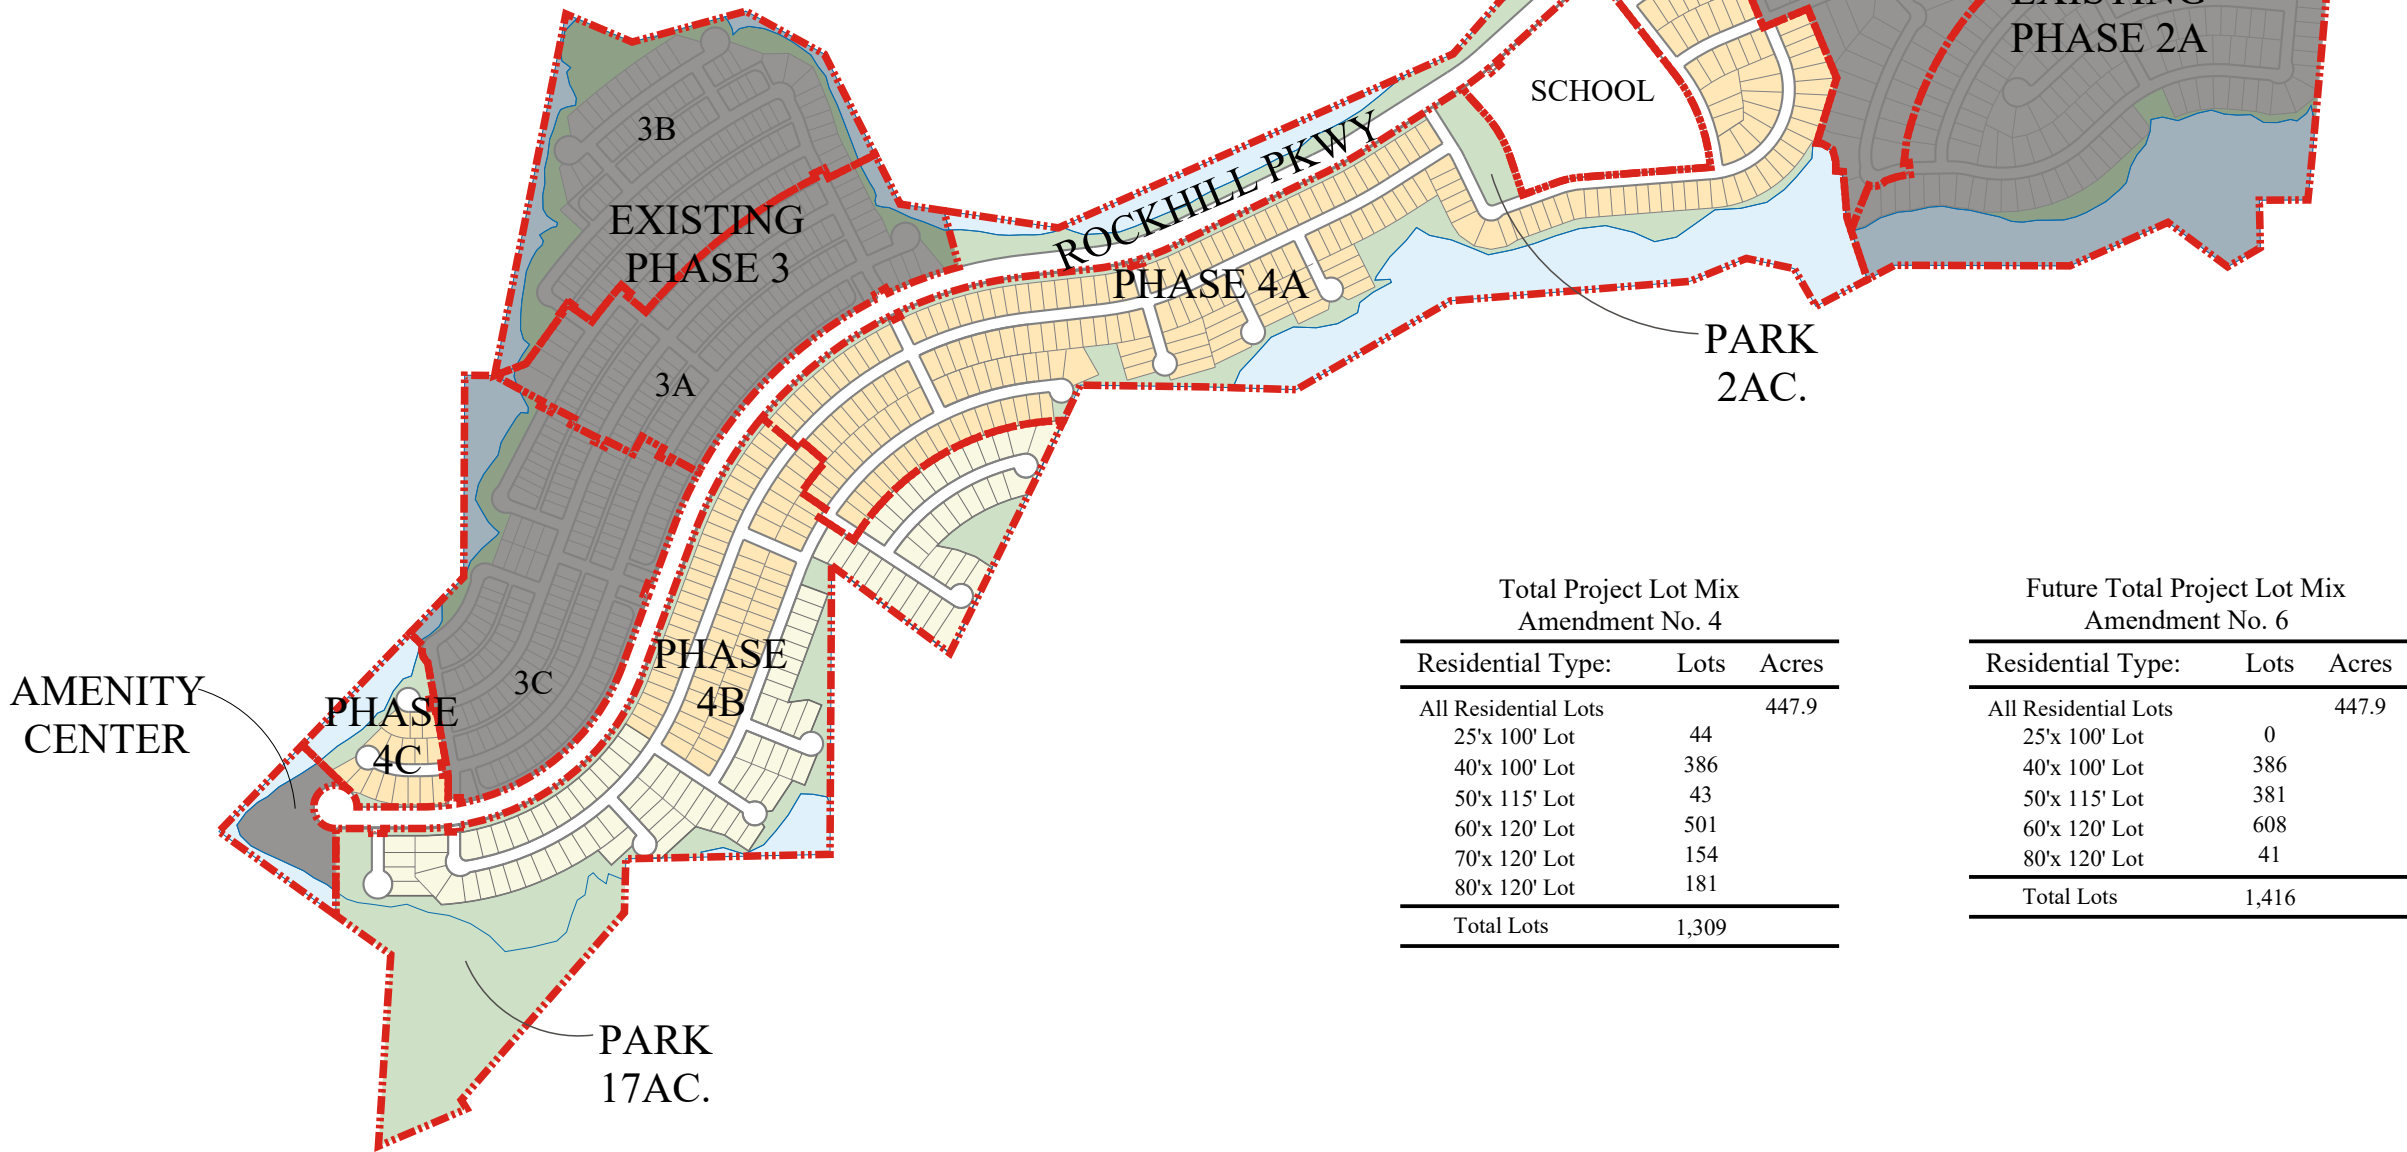 EXISTING
PHASE 2A
SCHOOL
3B
ROCKHILL PKWY
EXISTING
PHASE 3
PHASE 4A
PARK
2AC.
3A
PHASE
4B
3C
AMENITY
CENTER
PHASE
4C
PARK
17AC.
Total Project Lot Mix
Amendment No. 4
Residential Type: Lots Acres
All Residential Lots 447.9
25'x 100' Lot 44
40'x 100' Lot 386
50'x 115' Lot 43
60'x 120' Lot 501
70'x 120' Lot 154
80'x 120' Lot 181
Total Lots 1,309
Future Total Project Lot Mix
Amendment No. 6
Residential Type: Lots Acres
All Residential Lots 447.9
25'x 100' Lot 0
40'x 100' Lot 386
50'x 115' Lot 381
60'x 120' Lot 608
80'x 120' Lot 41
Total Lots 1,416